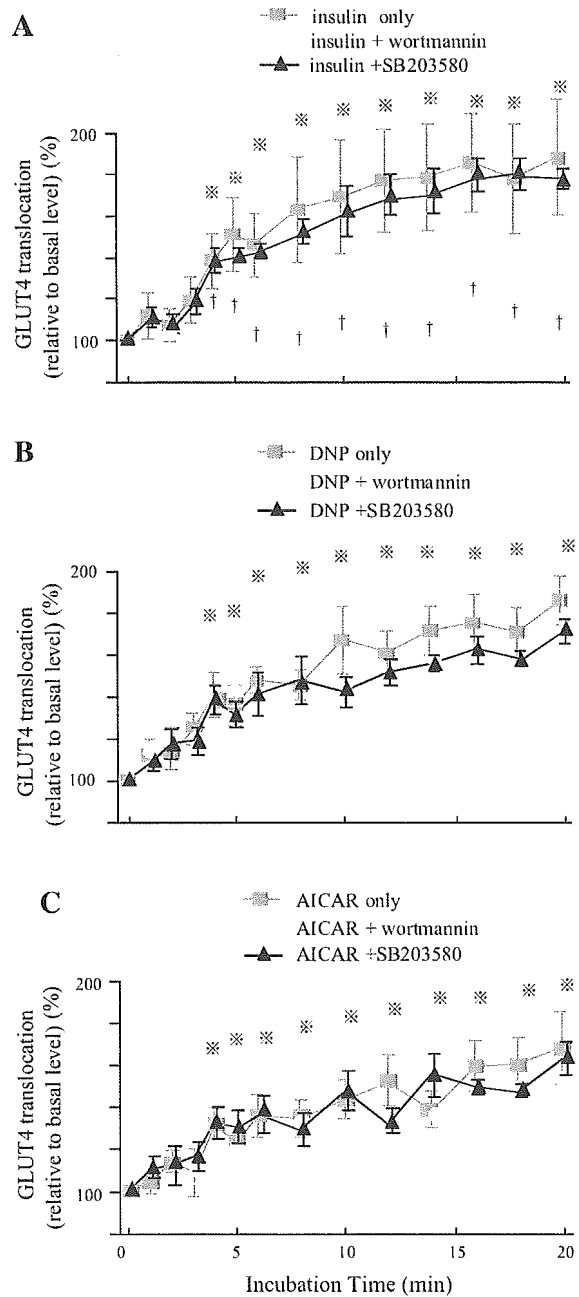 A
insulin only
insulin + wortmannin
insulin +SB203580
※ ※ ※ ※ ※ ※ ※ ※ ※ ※
200
GLUT4 translocation
(relative to basal level) (%)
100
† † † † † † † † † †
B
DNP only
DNP + wortmannin
DNP +SB203580
※ ※ ※ ※ ※ ※ ※ ※ ※ ※
200
GLUT4 translocation
(relative to basal level) (%)
100
C
AICAR only
AICAR + wortmannin
AICAR +SB203580
※ ※ ※ ※ ※ ※ ※ ※ ※ ※
200
GLUT4 translocation
(relative to basal level) (%)
100
0 5 10 15 20
Incubation Time (min)